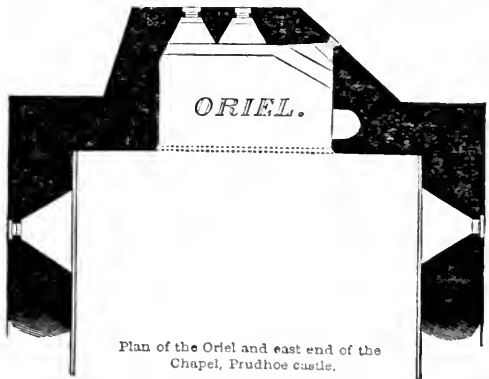 ORIEL.
Plan of the Oriel and east end of the
Chapel, Prudhoe castle.